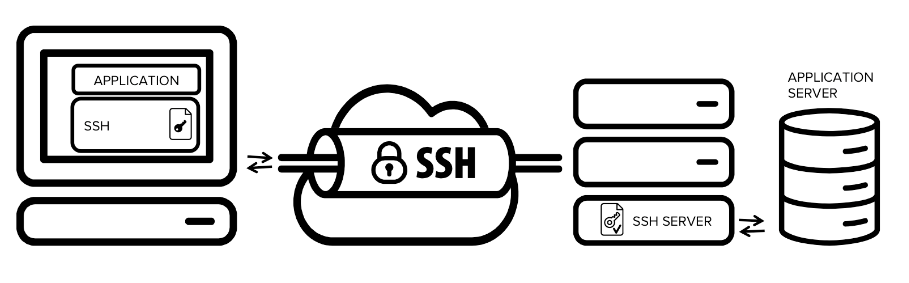 APPLICATION
SSH
SSH
SSH SERVER
APPLICATION
SERVER